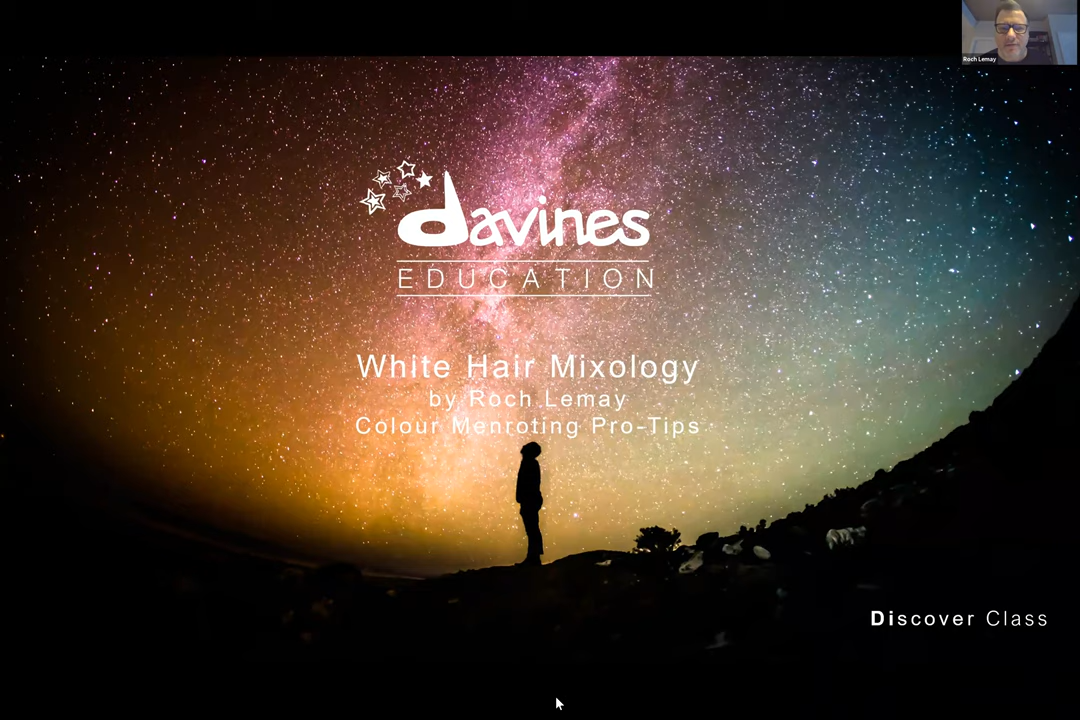 Roch Lemay
davines
EDUCATION
White Hair Mixology
by Roch Lemay
Colour Menroting Pro-Tips
Discover Class